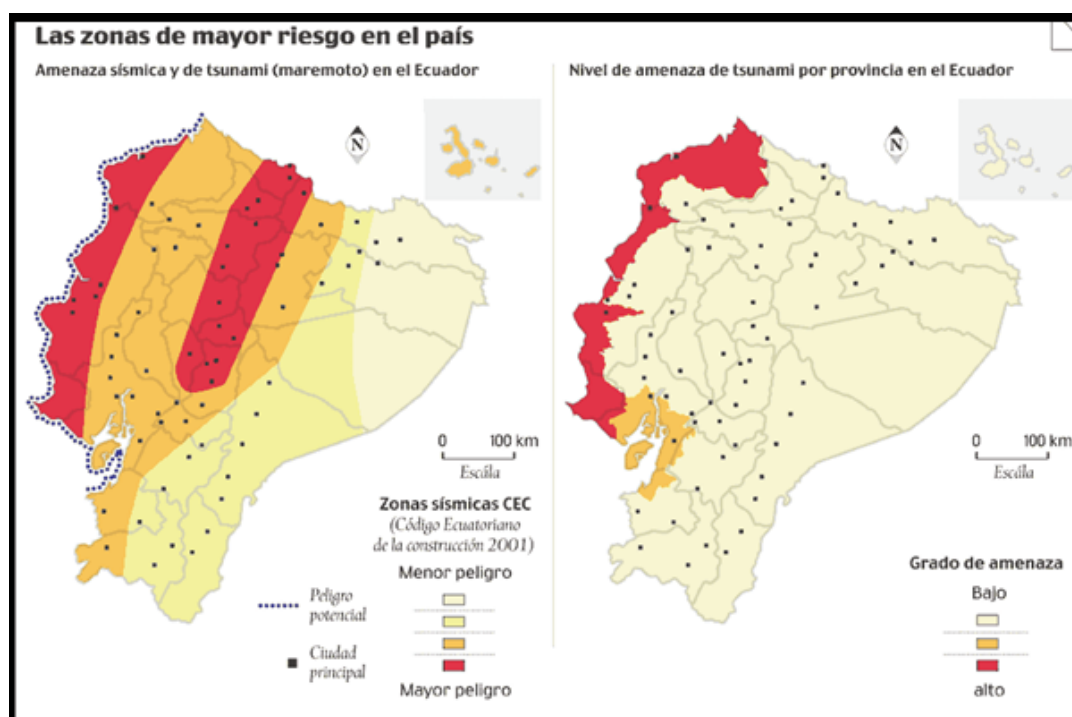 Las zonas de mayor riesgo en el país
Amenaza sísmica y de tsunami (maremoto) en el Ecuador
N
0 100 km
Escála
Zonas sísmicas CEC
(Código Ecuatoriano
de la construcción 2001)
Menor peligro
Mayor peligro
Peligro
potencial
Ciudad
principal
Nivel de amenaza de tsunami por provincia en el Ecuador
N
0 100 km
Escála
Grado de amenaza
Bajo
alto